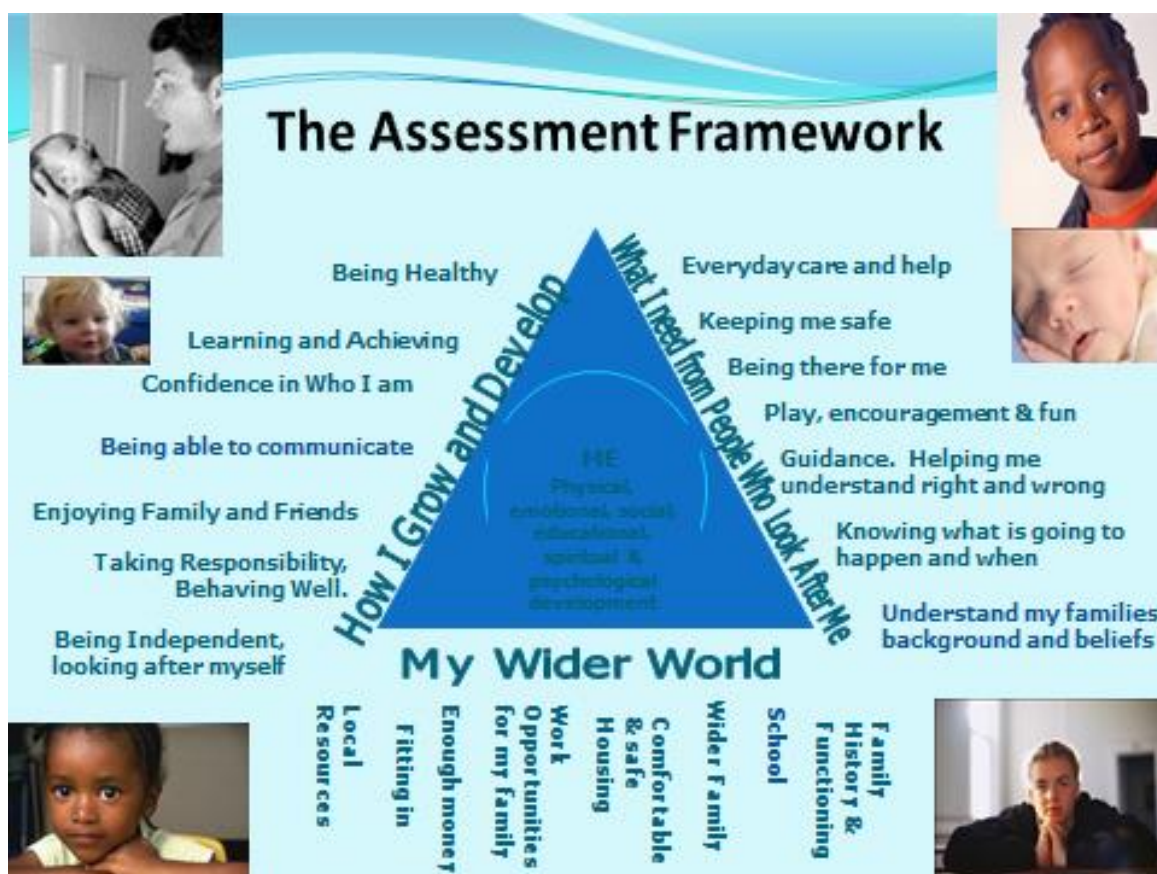 The Assessment Framework
Being Healthy
Learning and Achieving
Confidence in Who I am
Being able to communicate
Enjoying Family and Friends
Taking Responsibility,
Behaving Well.
Being Independent,
looking after myself
How I Grow and Develop
ME
Physical,
emotional, social,
educational,
spiritual &
psychological
development
What I need from People Who Look After Me
Everyday care and help
Keeping me safe
Being there for me
Play, encouragement & fun
Guidance. Helping me
understand right and wrong
Knowing what is going to
happen and when
Understand my families
background and beliefs
My Wider World
Local
Resources
Fitting in
Enough money
Work
Opportunities
for my family
Comfortable
& safe
Housing
Wider Family
School
Family
History &
Functioning